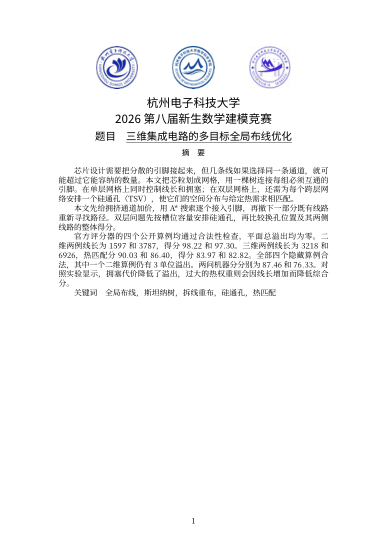 杭州电子科技大学
2026 第八届新生数学建模竞赛
题目 三维集成电路的多目标全局布线优化
摘 要
芯片设计需要把分散的引脚接起来，但几条线如果选择同一条通道，就可
能超过它能容纳的数量。本文把芯粒划成网格，用一棵树连接每组必须互通的
引脚。在单层网格上同时控制线长和拥塞；在双层网格上，还需为每个跨层网
络安排一个硅通孔（TSV），使它们的空间分布与给定热需求相匹配。
本文先给拥挤通道加价，用 A* 搜索逐个接入引脚，再撤下一部分既有线路
重新寻找路径。双层问题先按槽位容量安排硅通孔，再比较换孔位置及其两侧
线路的整体得分。
官方评分器的四个公开算例均通过合法性检查，平面总溢出均为零。二
维两例线长为 1597 和 3787，得分 98.22 和 97.30。三维两例线长为 3218 和
6926，热匹配分 90.03 和 86.40，得分 83.97 和 82.82。全部四个隐藏算例合
法，其中一个二维算例仍有 3 单位溢出。两问机器分分别为 87.46 和 76.33。对
照实验显示，拥塞代价降低了溢出，过大的热权重则会因线长增加而降低综合
分。
关键词 全局布线，斯坦纳树，拆线重布，硅通孔，热匹配
1